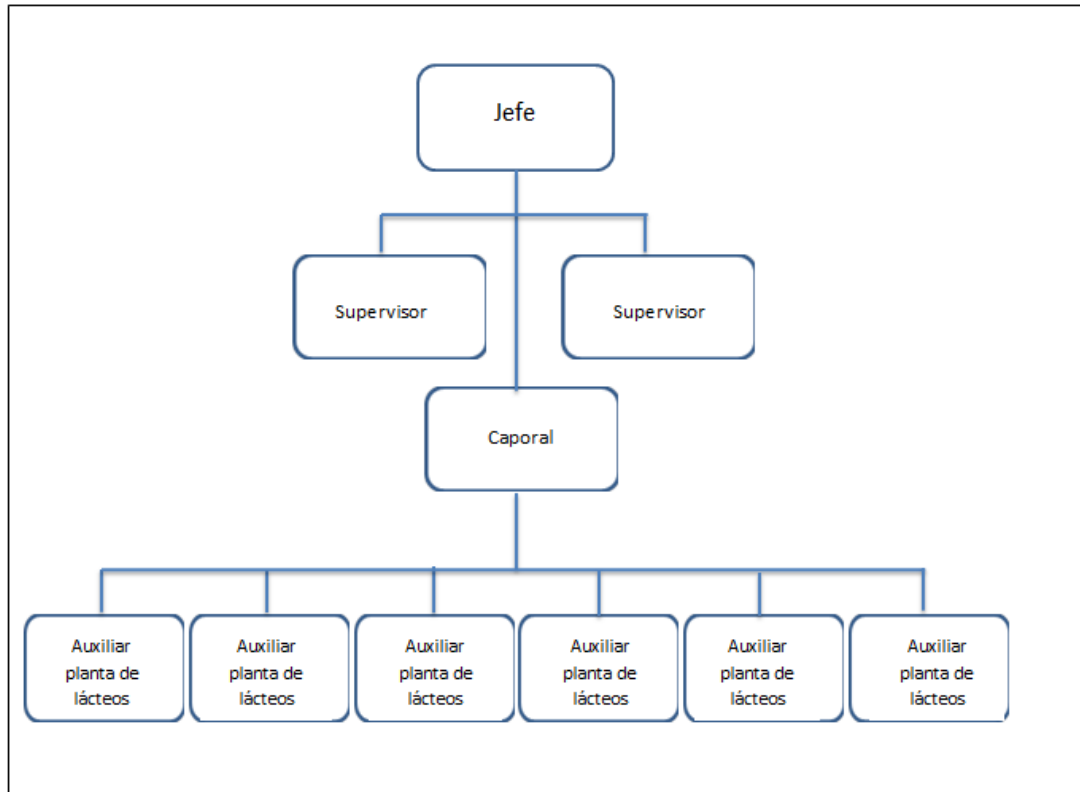 Jefe
Supervisor
Supervisor
Caporal
Auxiliar
planta de
lácteos
Auxiliar
planta de
lácteos
Auxiliar
planta de
lácteos
Auxiliar
planta de
lácteos
Auxiliar
planta de
lácteos
Auxiliar
planta de
lácteos